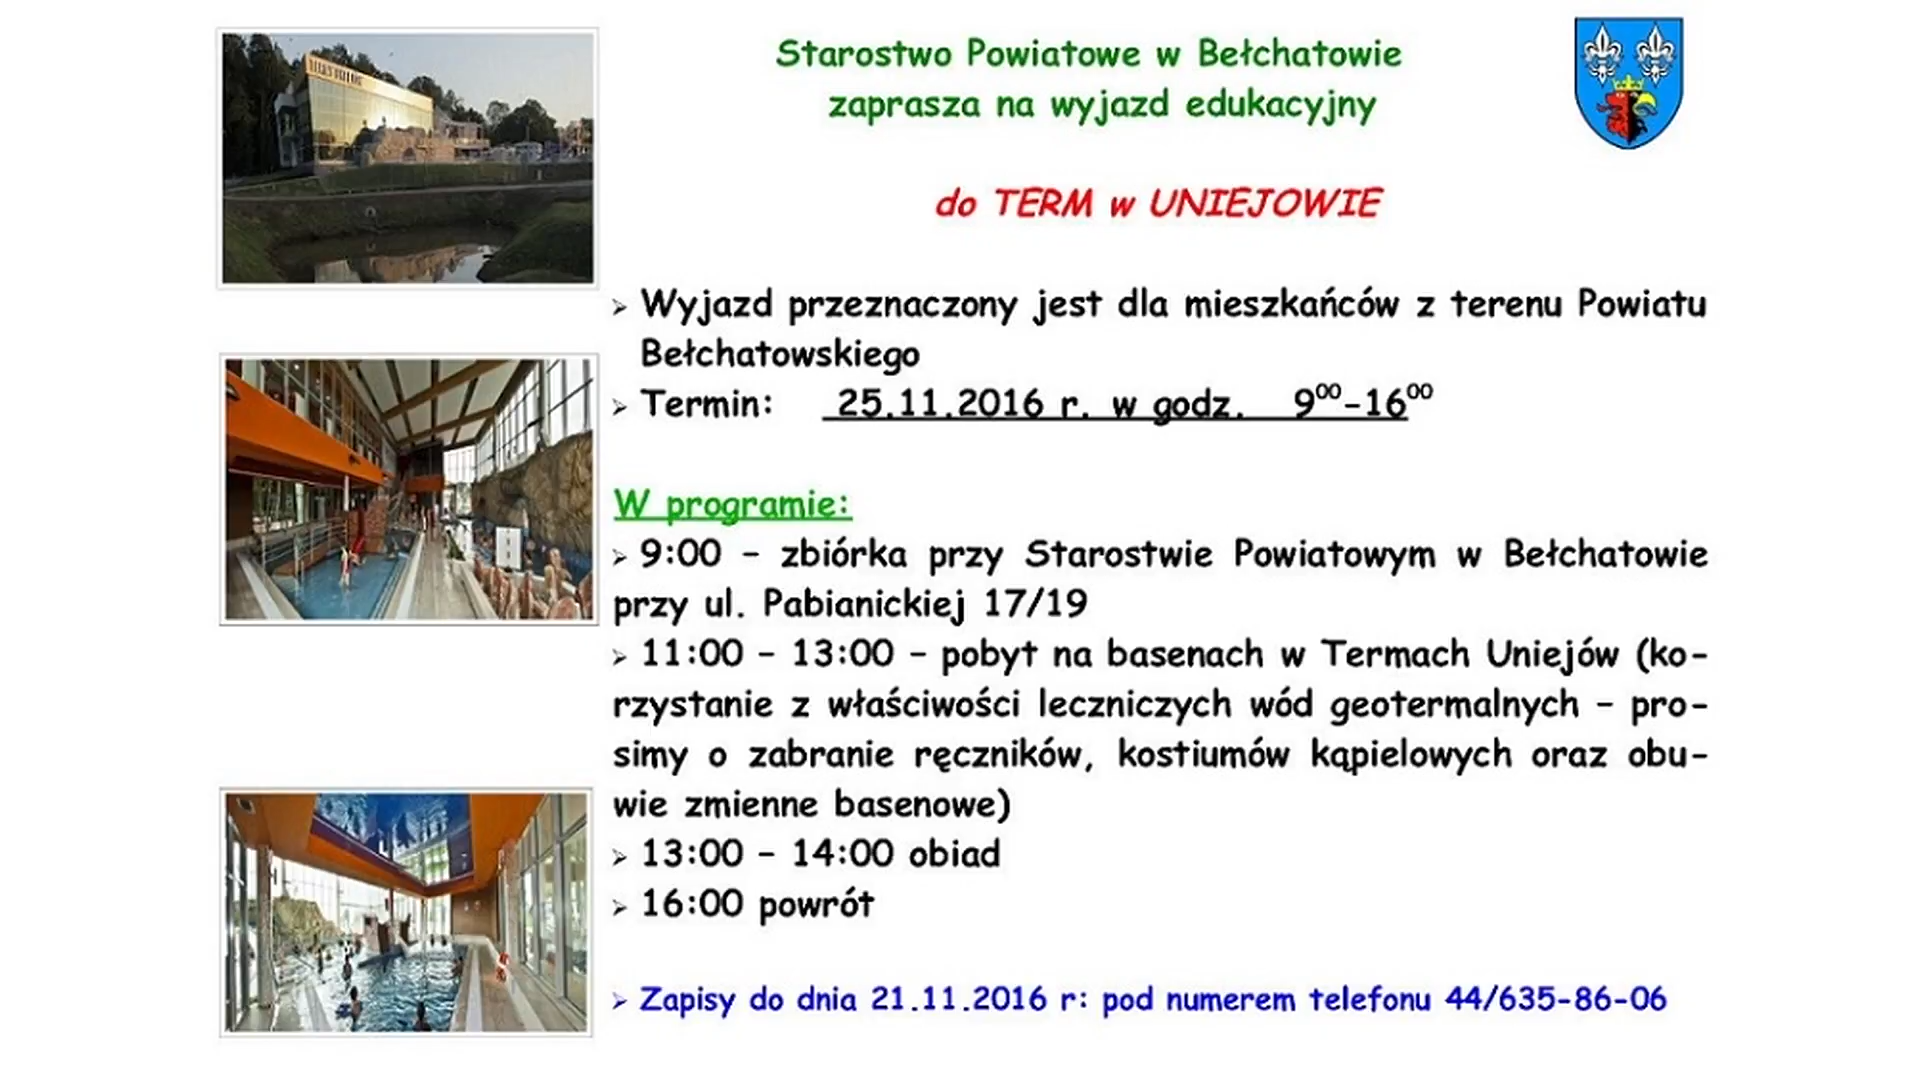 Starostwo Powiatowe w Bełchatowie
zaprasza na wyjazd edukacyjny
do TERM w UNIEJOWIE
➢ Wyjazd przeznaczony jest dla mieszkańców z terenu Powiatu
Bełchatowskiego
➢ Termin: 25.11.2016 r. w godz. 9⁰⁰-16⁰⁰
W programie:
➢ 9:00 – zbiórka przy Starostwie Powiatowym w Bełchatowie
przy ul. Pabianickiej 17/19
➢ 11:00 – 13:00 – pobyt na basenach w Termach Uniejów (ko-
rzystanie z właściwości leczniczych wód geotermalnych – pro-
simy o zabranie ręczników, kostiumów kąpielowych oraz obu-
wie zmienne basenowe)
➢ 13:00 – 14:00 obiad
➢ 16:00 powrót
➢ Zapisy do dnia 21.11.2016 r: pod numerem telefonu 44/635-86-06